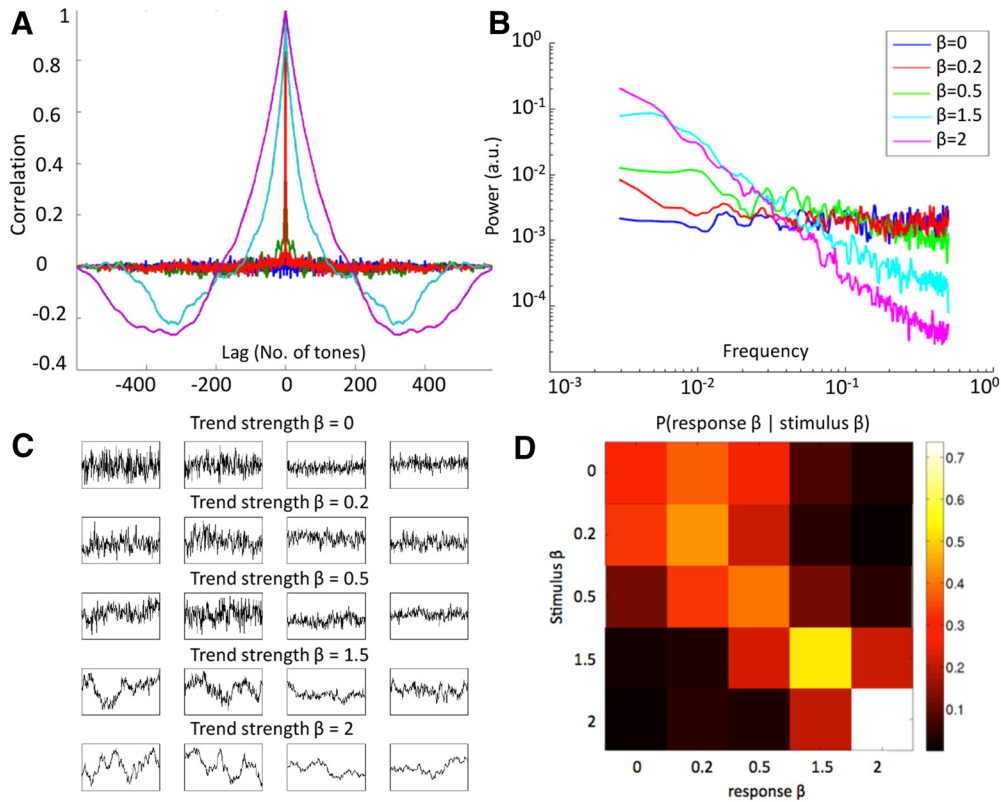 A
Correlation
1
0.8
0.6
0.4
0.2
0
-0.2
-0.4
Lag (No. of tones)
-400
-200
0
200
400
B
Power (a.u.)
10⁰
10⁻¹
10⁻²
10⁻³
10⁻⁴
β=0
β=0.2
β=0.5
β=1.5
β=2
Frequency
10⁻³
10⁻²
10⁻¹
10⁰
C
Trend strength β = 0
Trend strength β = 0.2
Trend strength β = 0.5
Trend strength β = 1.5
Trend strength β = 2
D
P(response β | stimulus β)
Stimulus β
0
0.2
0.5
1.5
2
0
0.2
0.5
1.5
2
response β
0.7
0.6
0.5
0.4
0.3
0.2
0.1